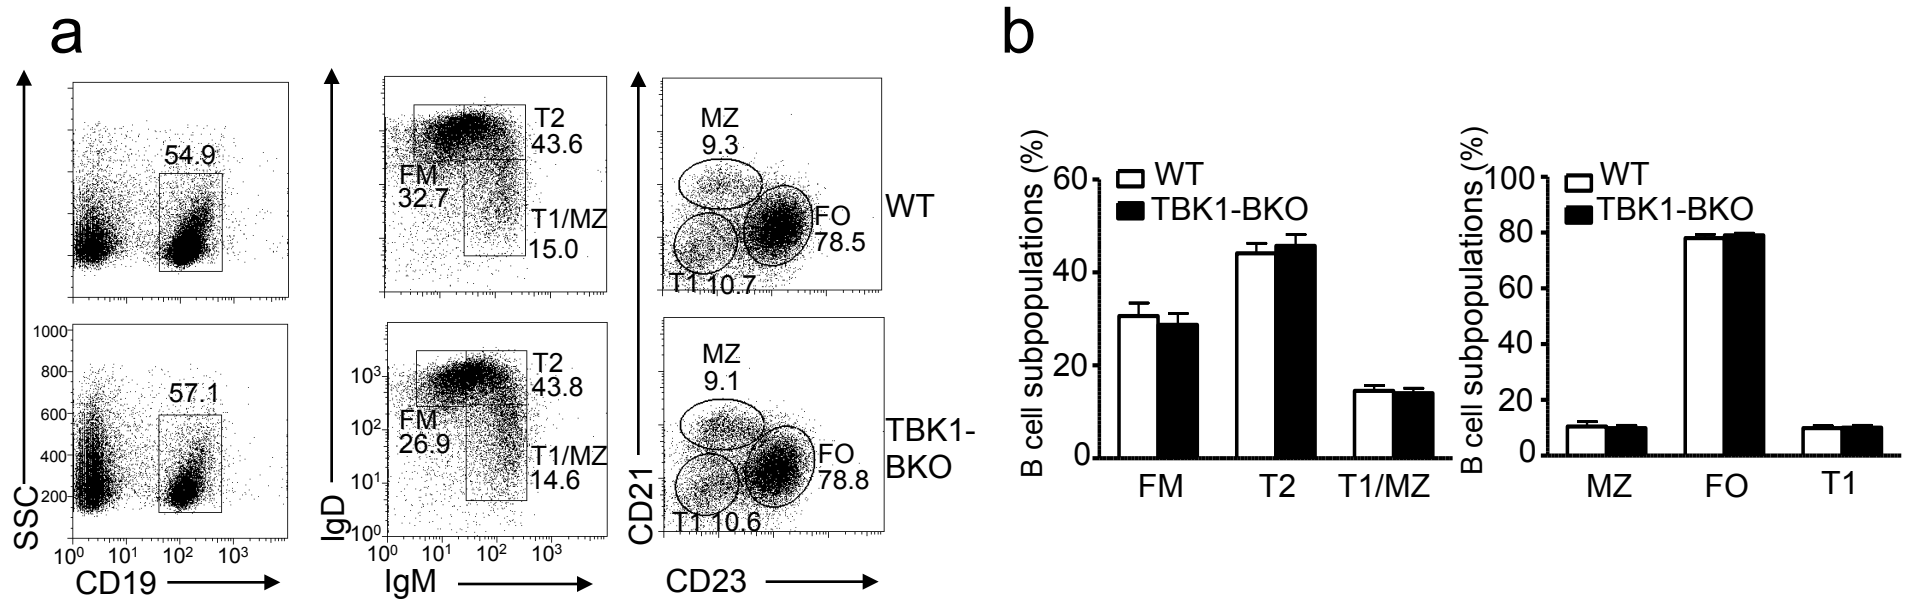 a
SSC
54.9
57.1
1000
800
600
400
200
10⁰ 10¹ 10² 10³
CD19
IgD
T2
43.6
FM
32.7
T1/MZ
15.0
T2
43.8
FM
26.9
T1/MZ
14.6
10³
10²
10¹
10⁰
10⁰ 10¹ 10² 10³
IgM
CD21
MZ
9.3
FO
78.5
T1 10.7
WT
MZ
9.1
FO
78.8
T1 10.6
TBK1-
BKO
CD23
b
B cell subpopulations (%)
60
40
20
0
WT
TBK1-BKO
FM T2 T1/MZ
B cell subpopulations (%)
100
80
60
40
20
0
WT
TBK1-BKO
MZ FO T1